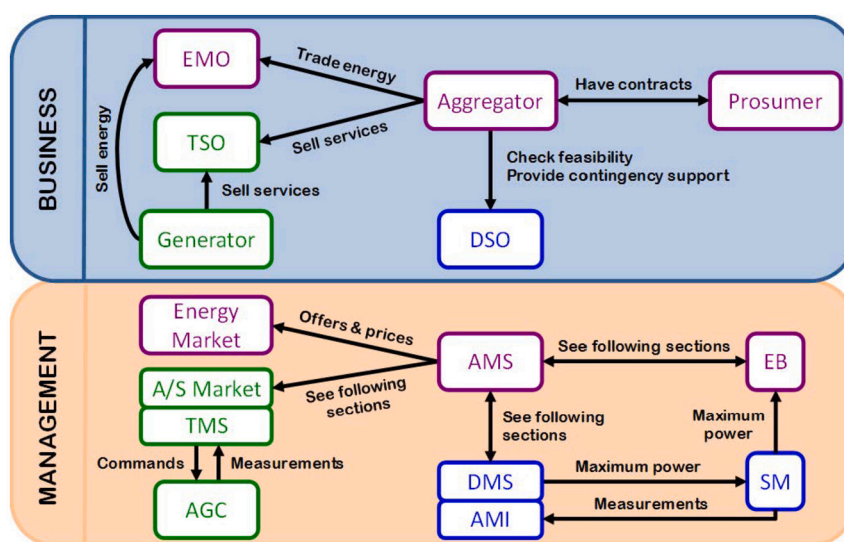 BUSINESS
EMO
Trade energy
Aggregator
Have contracts
Prosumer
Sell energy
TSO
Sell services
Sell services
Check feasibility
Provide contingency support
Generator
DSO
MANAGEMENT
Energy
Market
Offers & prices
AMS
See following sections
EB
A/S Market
See following
sections
TMS
See following
sections
Maximum
power
Commands
Measurements
DMS
Maximum power
SM
AGC
AMI
Measurements